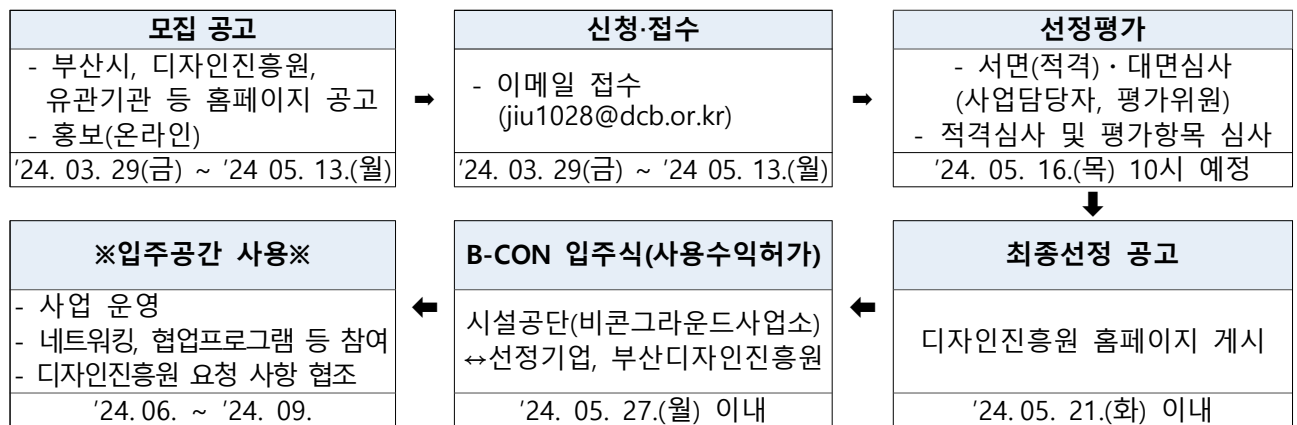 모집 공고
- 부산시, 디자인진흥원,
유관기관 등 홈페이지 공고
- 홍보(온라인)
'24. 03. 29(금) ~ '24 05. 13.(월)
➡
신청·접수
- 이메일 접수
(jiu1028@dcb.or.kr)
'24. 03. 29(금) ~ '24 05. 13.(월)
➡
선정평가
- 서면(적격)·대면심사
(사업담당자, 평가위원)
- 적격심사 및 평가항목 심사
'24. 05. 16.(목) 10시 예정
⬇
최종선정 공고
디자인진흥원 홈페이지 게시
'24. 05. 21.(화) 이내
⬅
B-CON 입주식(사용수익허가)
시설공단(비콘그라운드사업소)
↔선정기업, 부산디자인진흥원
'24. 05. 27.(월) 이내
⬅
※입주공간 사용※
- 사업 운영
- 네트워킹, 협업프로그램 등 참여
- 디자인진흥원 요청 사항 협조
'24. 06. ~ '24. 09.